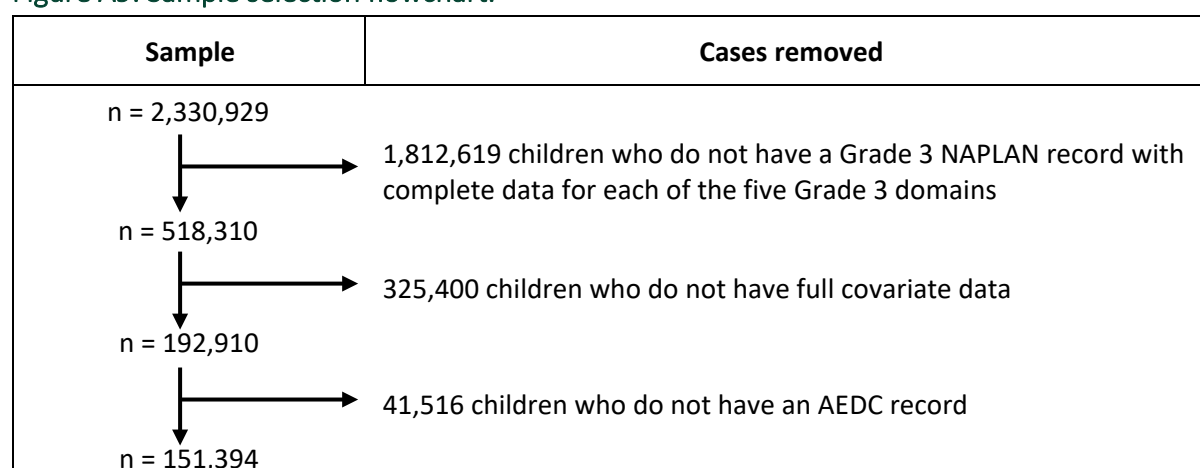 Figure A3: Sample selection flowchart.
Sample
Cases removed
n = 2,330,929
1,812,619 children who do not have a Grade 3 NAPLAN record with
complete data for each of the five Grade 3 domains
n = 518,310
325,400 children who do not have full covariate data
n = 192,910
41,516 children who do not have an AEDC record
n = 151,394